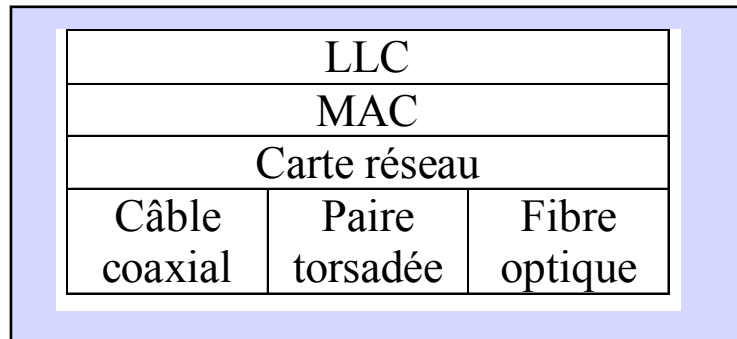 LLC
MAC
Carte réseau
Câble coaxial
Paire torsadée
Fibre optique